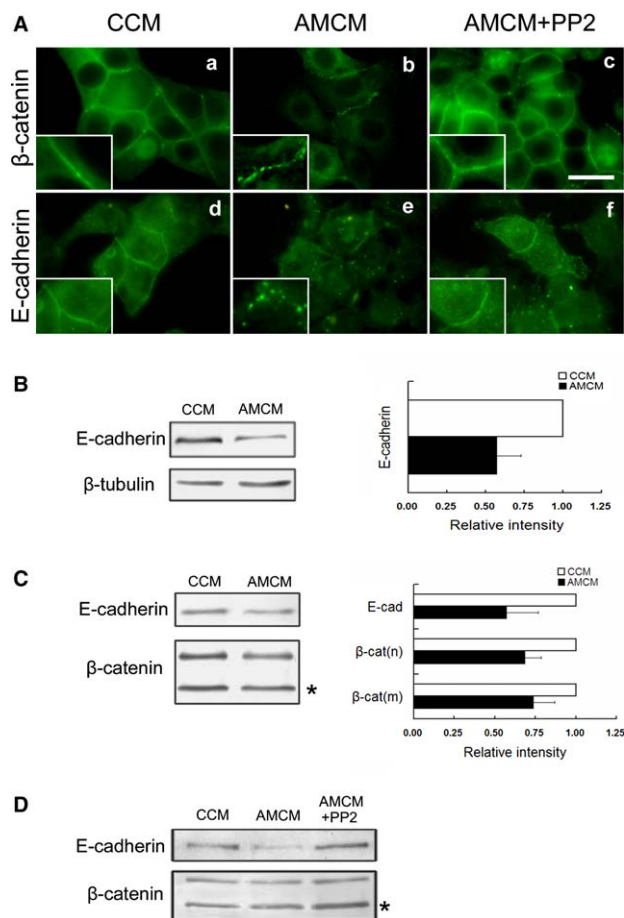 A
CCM AMCM AMCM+PP2
β-catenin
a b c
E-cadherin
d e f
B
CCM AMCM
E-cadherin
β-tubulin
CCM
AMCM
E-cadherin
0.00 0.25 0.50 0.75 1.00 1.25
Relative intensity
C
CCM AMCM
E-cadherin
β-catenin
*
CCM
AMCM
E-cad
β-cat(n)
β-cat(m)
0.00 0.25 0.50 0.75 1.00 1.25
Relative intensity
D
CCM AMCM AMCM
+PP2
E-cadherin
β-catenin
*